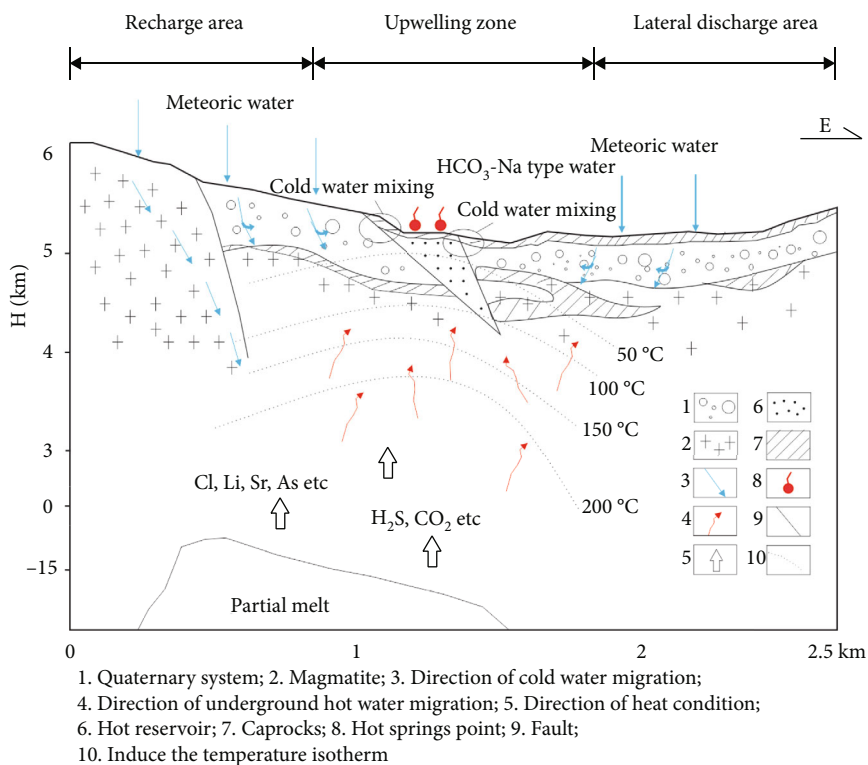 Recharge area
Upwelling zone
Lateral discharge area
Meteoric water
E
HCO₃-Na type water
Meteoric water
Cold water mixing
Cold water mixing
6
5
4
3
0
–15
H (km)
50 °C
100 °C
150 °C
200 °C
Cl, Li, Sr, As etc
H₂S, CO₂ etc
Partial melt
1
6
2
7
3
8
4
9
5
10
0
1
2
2.5 km
1. Quaternary system; 2. Magmatite; 3. Direction of cold water migration;
4. Direction of underground hot water migration; 5. Direction of heat condition;
6. Hot reservoir; 7. Caprocks; 8. Hot springs point; 9. Fault;
10. Induce the temperature isotherm